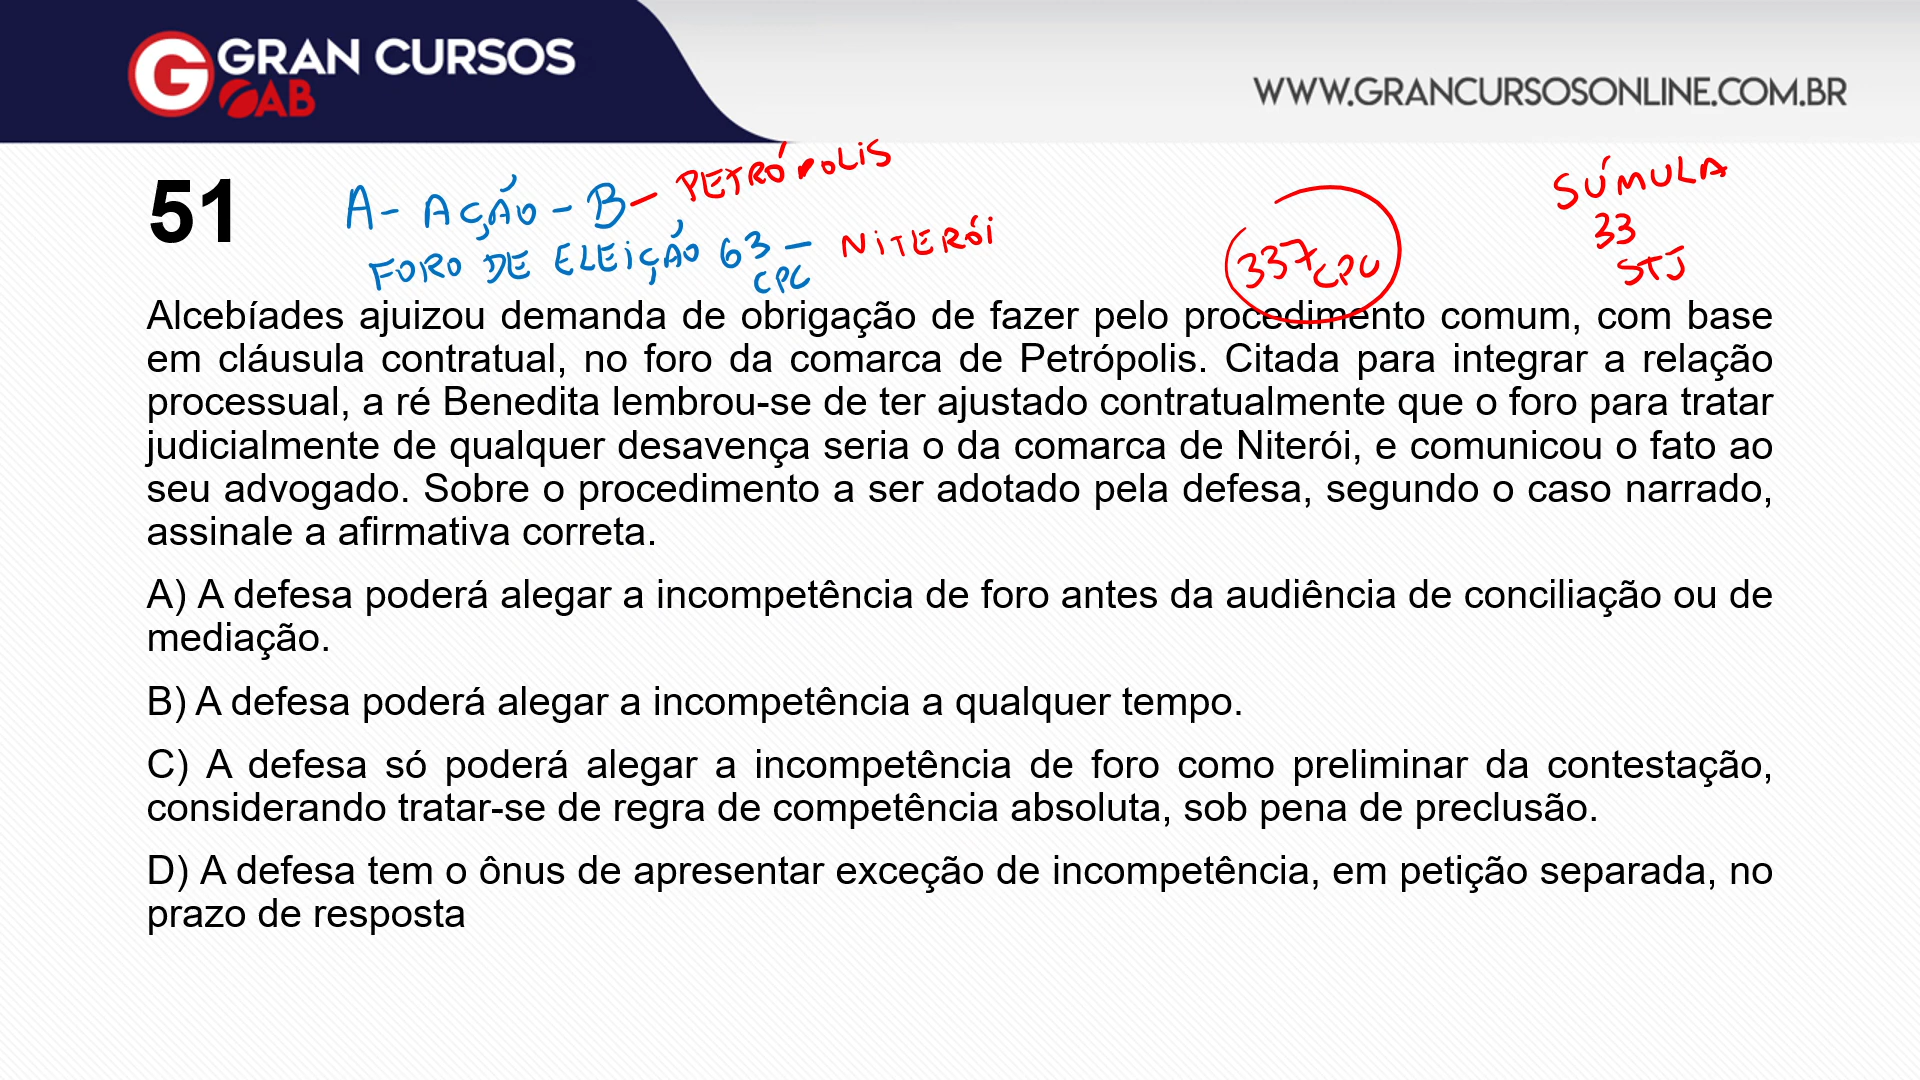 GRAN CURSOS
OAB
WWW.GRANCURSOSONLINE.COM.BR
51
A - AÇÃO - B - PETRÓPOLIS
FORO DE ELEIÇÃO 63 - NITERÓI
CPC
337 CPC
SÚMULA
33
STJ
Alcebíades ajuizou demanda de obrigação de fazer pelo procedimento comum, com base
em cláusula contratual, no foro da comarca de Petrópolis. Citada para integrar a relação
processual, a ré Benedita lembrou-se de ter ajustado contratualmente que o foro para tratar
judicialmente de qualquer desavença seria o da comarca de Niterói, e comunicou o fato ao
seu advogado. Sobre o procedimento a ser adotado pela defesa, segundo o caso narrado,
assinale a afirmativa correta.
A) A defesa poderá alegar a incompetência de foro antes da audiência de conciliação ou de
mediação.
B) A defesa poderá alegar a incompetência a qualquer tempo.
C) A defesa só poderá alegar a incompetência de foro como preliminar da contestação,
considerando tratar-se de regra de competência absoluta, sob pena de preclusão.
D) A defesa tem o ônus de apresentar exceção de incompetência, em petição separada, no
prazo de resposta